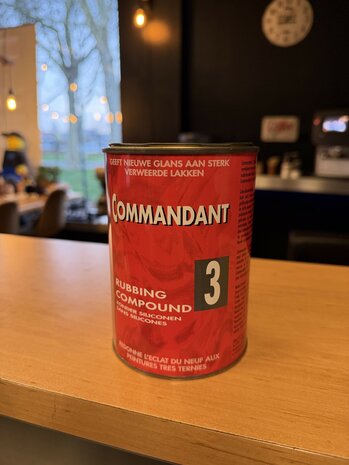 GEEFT NIEUWE GLANS AAN STERK
VERWEERDE LAKKEN
COMMANDANT
RUBBING
COMPOUND
3
ZONDER SILICONEN
SANS SILICONES
REDONNE L'ECLAT DU NEUF AUX
PEINTURES TRES TERNIES